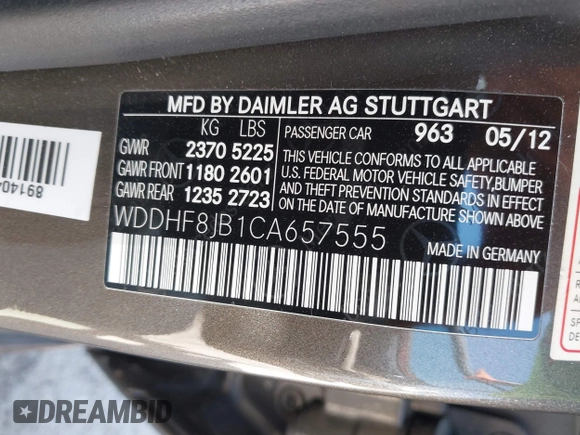 MFD BY DAIMLER AG STUTTGART
KG LBS
GVWR 2370 5225
GAWR FRONT 1180 2601
GAWR REAR 1235 2723
PASSENGER CAR 963 05/12
THIS VEHICLE CONFORMS TO ALL APPLICABLE
U.S. FEDERAL MOTOR VEHICLE SAFETY, BUMPER
AND THEFT PREVENTION STANDARDS IN EFFECT
ON THE DATE OF MANUFACTURE SHOWN ABOVE.
WDDHF8JB1CA657555
MADE IN GERMANY
DREAMBID